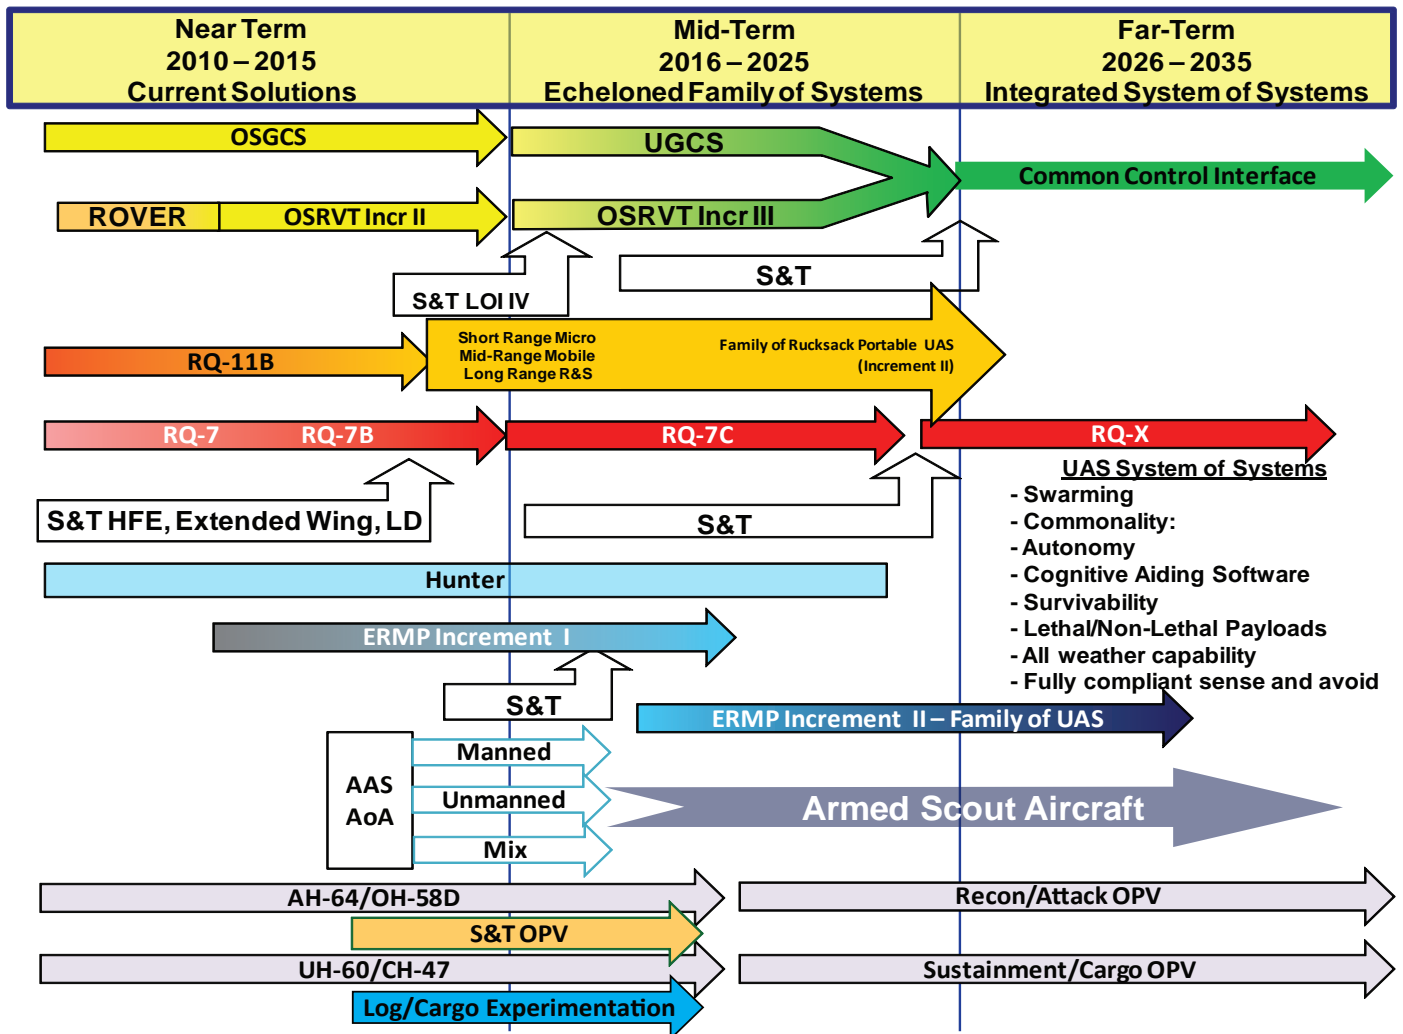 Near Term
2010 – 2015
Current Solutions
Mid-Term
2016 – 2025
Echeloned Family of Systems
Far-Term
2026 – 2035
Integrated System of Systems
OSGCS
UGCS
Common Control Interface
ROVER
OSRVT Incr II
OSRVT Incr III
S&T LOI IV
S&T
RQ-11B
Short Range Micro
Mid-Range Mobile
Long Range R&S
Family of Rucksack Portable UAS
(Increment II)
RQ-7
RQ-7B
RQ-7C
RQ-X
S&T HFE, Extended Wing, LD
S&T
UAS System of Systems
- Swarming
- Commonality:
- Autonomy
- Cognitive Aiding Software
- Survivability
- Lethal/Non-Lethal Payloads
- All weather capability
- Fully compliant sense and avoid
Hunter
ERMP Increment I
S&T
ERMP Increment II – Family of UAS
AAS
AoA
Manned
Unmanned
Mix
Armed Scout Aircraft
AH-64/OH-58D
Recon/Attack OPV
S&T OPV
UH-60/CH-47
Sustainment/Cargo OPV
Log/Cargo Experimentation